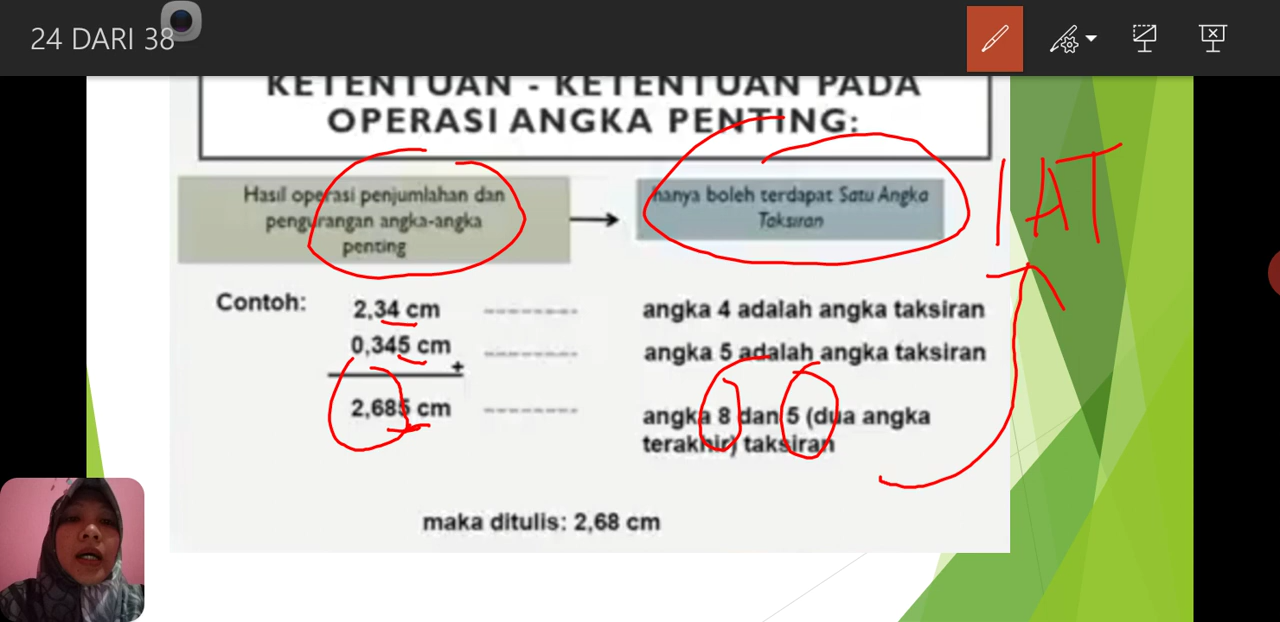 24 DARI 38
KETENTUAN - KETENTUAN PADA
OPERASI ANGKA PENTING:
Hasil operasi penjumlahan dan
pengurangan angka-angka
penting
hanya boleh terdapat Satu Angka
Taksiran
1 AT
Contoh:
2,34 cm
angka 4 adalah angka taksiran
0,345 cm
angka 5 adalah angka taksiran
+
2,685 cm
angka 8 dan 5 (dua angka
terakhir) taksiran
maka ditulis: 2,68 cm